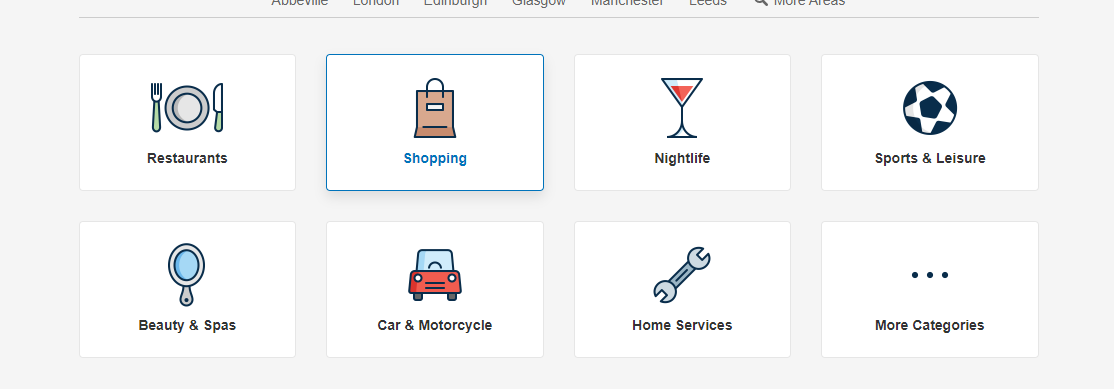 Abbeville London Edinburgh Glasgow Manchester Leeds More Areas
Restaurants
Shopping
Nightlife
Sports & Leisure
Beauty & Spas
Car & Motorcycle
Home Services
More Categories